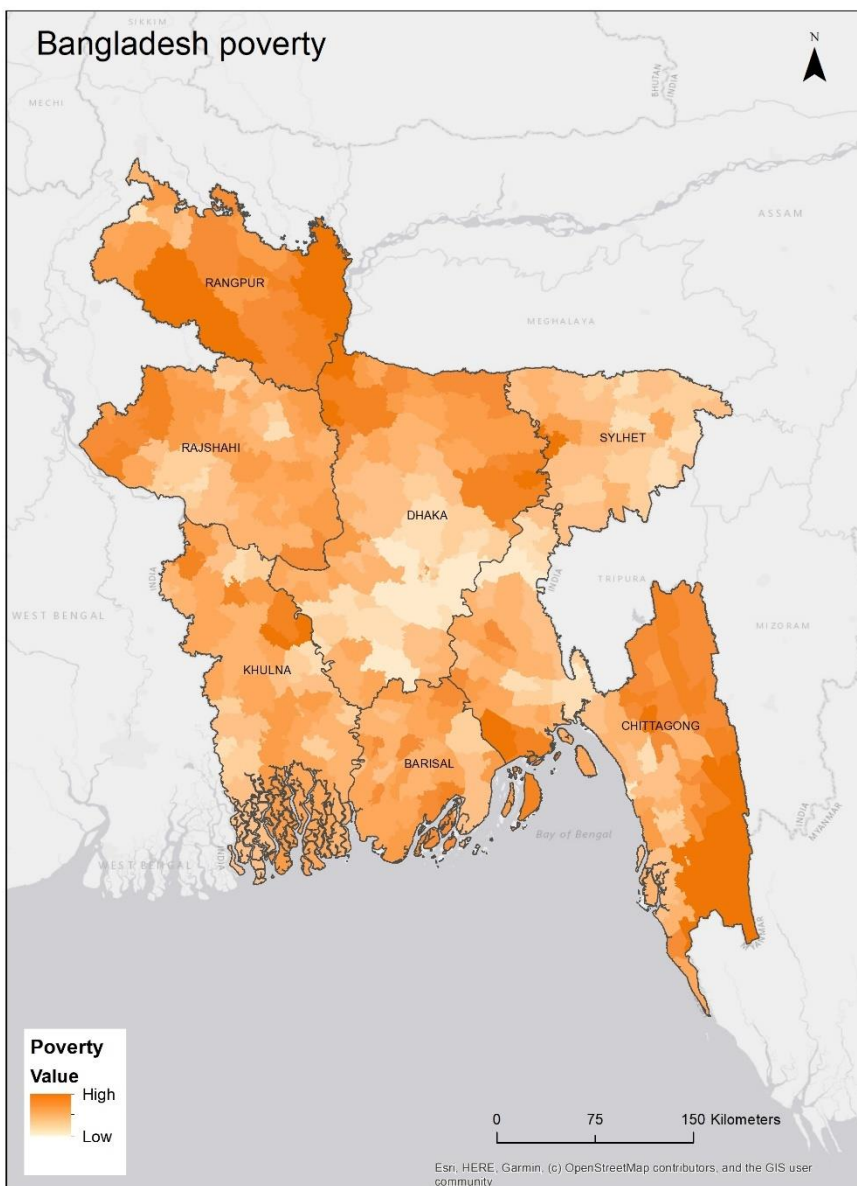 Bangladesh poverty
N
SIKKIM
MECHI
BHUTAN
INDIA
ASSAM
RANGPUR
MEGHALAYA
RAJSHAHI
SYLHET
DHAKA
INDIA
INDIA
TRIPURA
WEST BENGAL
MIZORAM
KHULNA
CHITTAGONG
BARISAL
INDIA
MYANMAR
Bay of Bengal
WEST BENGAL
INDIA
Poverty
Value
High
Low
0 75 150 Kilometers
Esri, HERE, Garmin, (c) OpenStreetMap contributors, and the GIS user
community